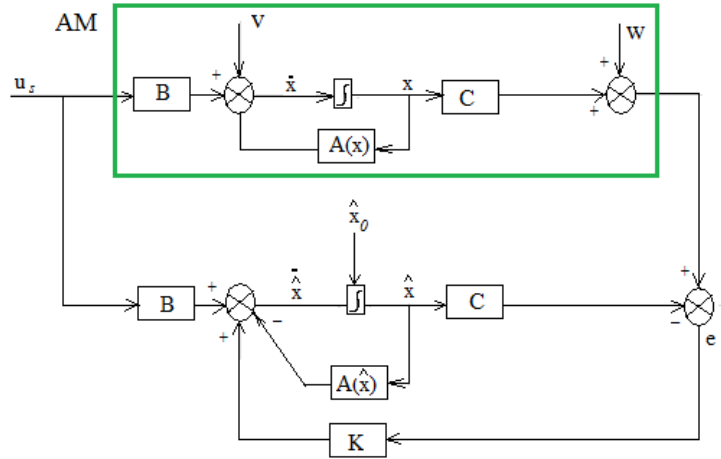 AM
v
w
u_s
+
B
ẋ
∫
x
C
+
+
A(x)
x̂_0
+
B
+
−
x̂̇
∫
x̂
C
−
+
e
A(x̂)
K